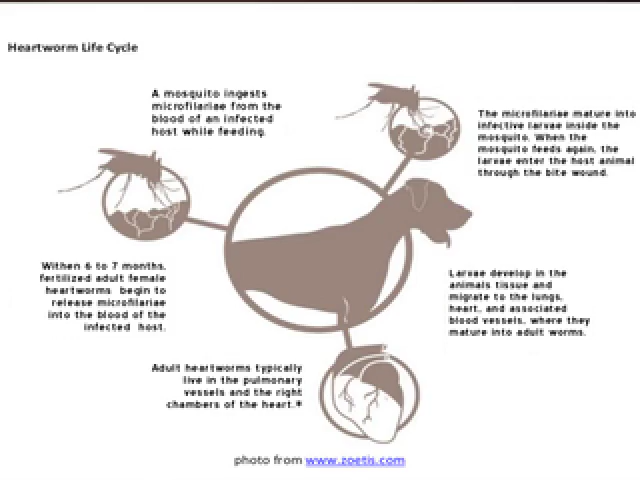 Heartworm Life Cycle
A mosquito ingests
microfilariae from the
blood of an infected
host while feeding.
The microfilariae mature into
infective larvae inside the
mosquito. When the
mosquito feeds again, the
larvae enter the host animal
through the bite wound.
Withen 6 to 7 months,
fertilized adult female
heartworms begin to
release microfilariae
into the blood of the
infected host.
Larvae develop in the
animals tissue and
migrate to the lungs,
heart, and associated
blood vessels, where they
mature into adult worms.
Adult heartworms typically
live in the pulmonary
vessels and the right
chambers of the heart.*
photo from www.zoetis.com